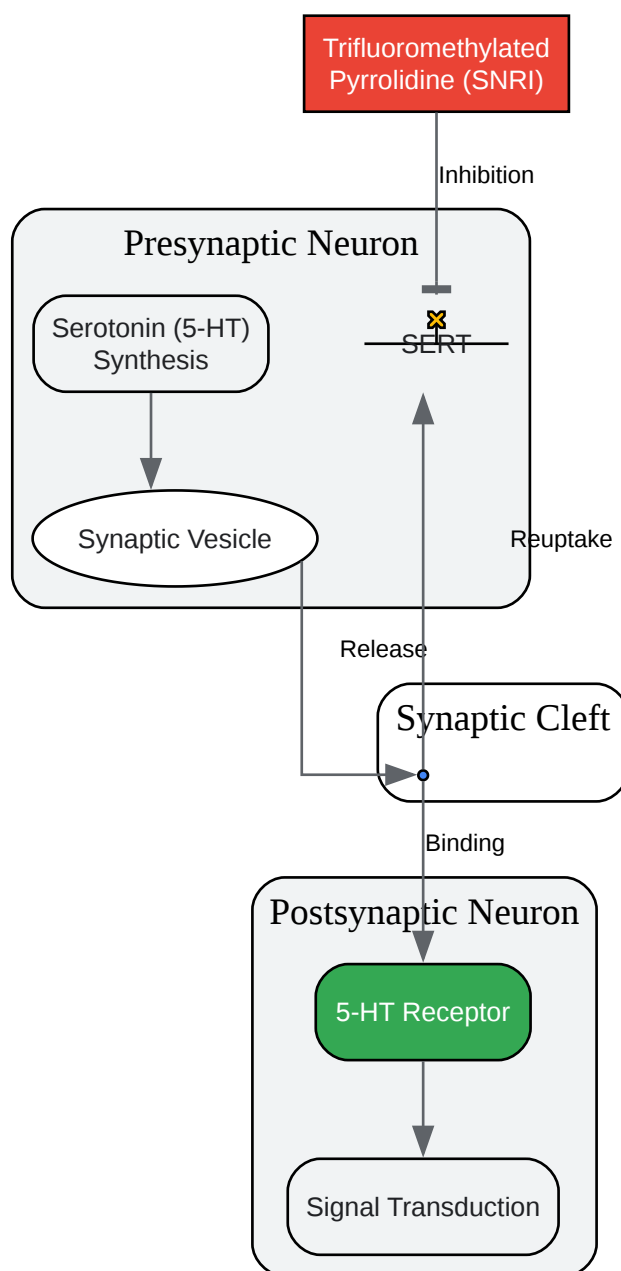 Trifluoromethylated
Pyrrolidine (SNRI)
Inhibition
Presynaptic Neuron
Serotonin (5-HT)
Synthesis
SERT
Synaptic Vesicle
Reuptake
Release
Synaptic Cleft
Binding
Postsynaptic Neuron
5-HT Receptor
Signal Transduction